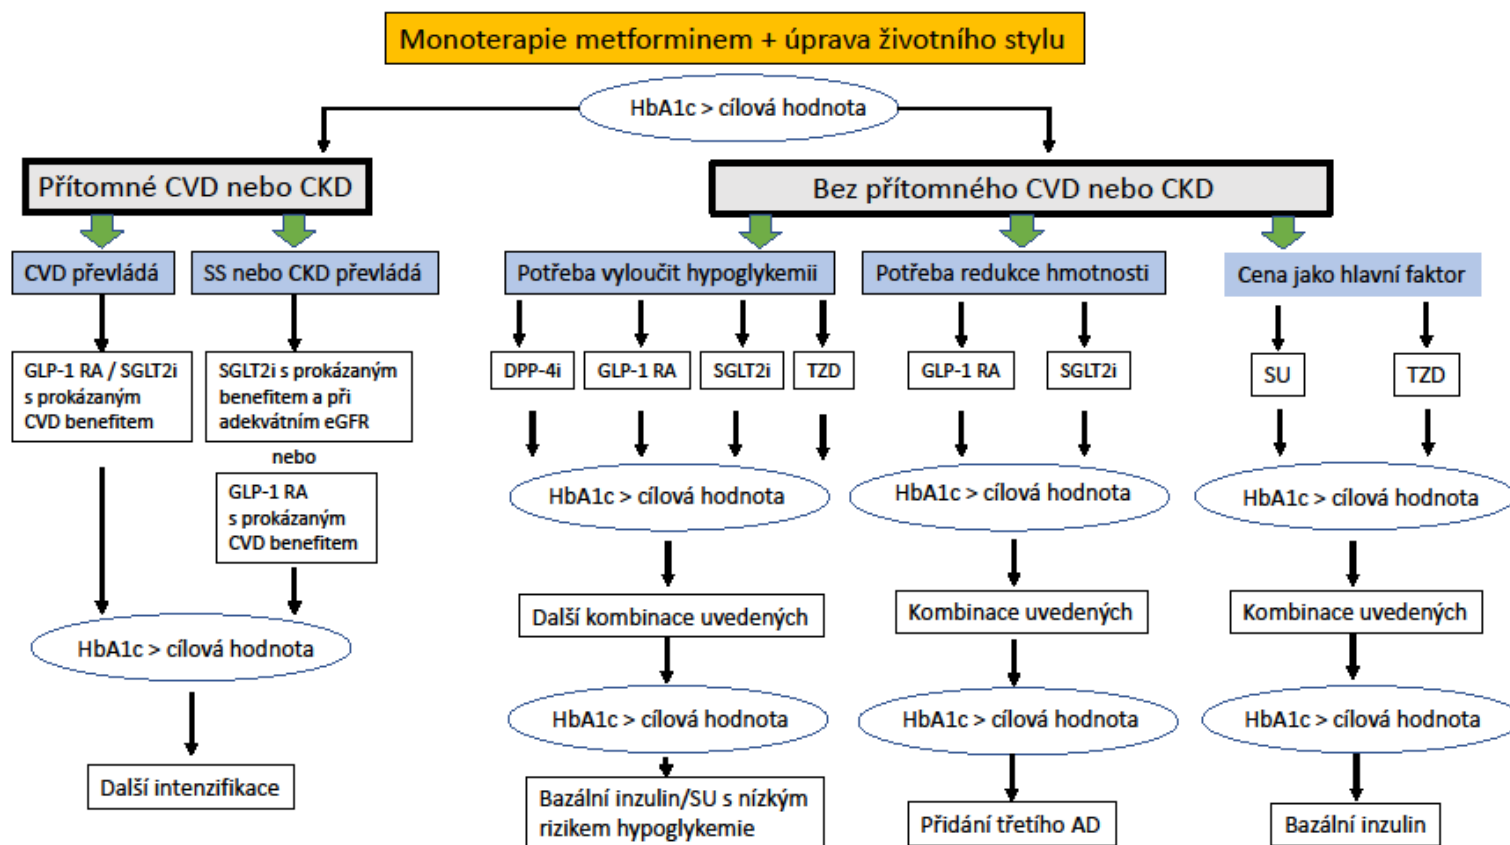 Monoterapie metforminem + úprava životního stylu
HbA1c > cílová hodnota
Přítomné CVD nebo CKD
Bez přítomného CVD nebo CKD
CVD převládá
SS nebo CKD převládá
Potřeba vyloučit hypoglykemii
Potřeba redukce hmotnosti
Cena jako hlavní faktor
GLP-1 RA / SGLT2i
s prokázaným
CVD benefitem
SGLT2i s prokázaným
benefitem a při
adekvátním eGFR
nebo
GLP-1 RA
s prokázaným
CVD benefitem
DPP-4i
GLP-1 RA
SGLT2i
TZD
GLP-1 RA
SGLT2i
SU
TZD
HbA1c > cílová hodnota
HbA1c > cílová hodnota
HbA1c > cílová hodnota
Další kombinace uvedených
Kombinace uvedených
Kombinace uvedených
HbA1c > cílová hodnota
HbA1c > cílová hodnota
HbA1c > cílová hodnota
HbA1c > cílová hodnota
Další intenzifikace
Bazální inzulin/SU s nízkým
rizikem hypoglykemie
Přidání třetího AD
Bazální inzulin